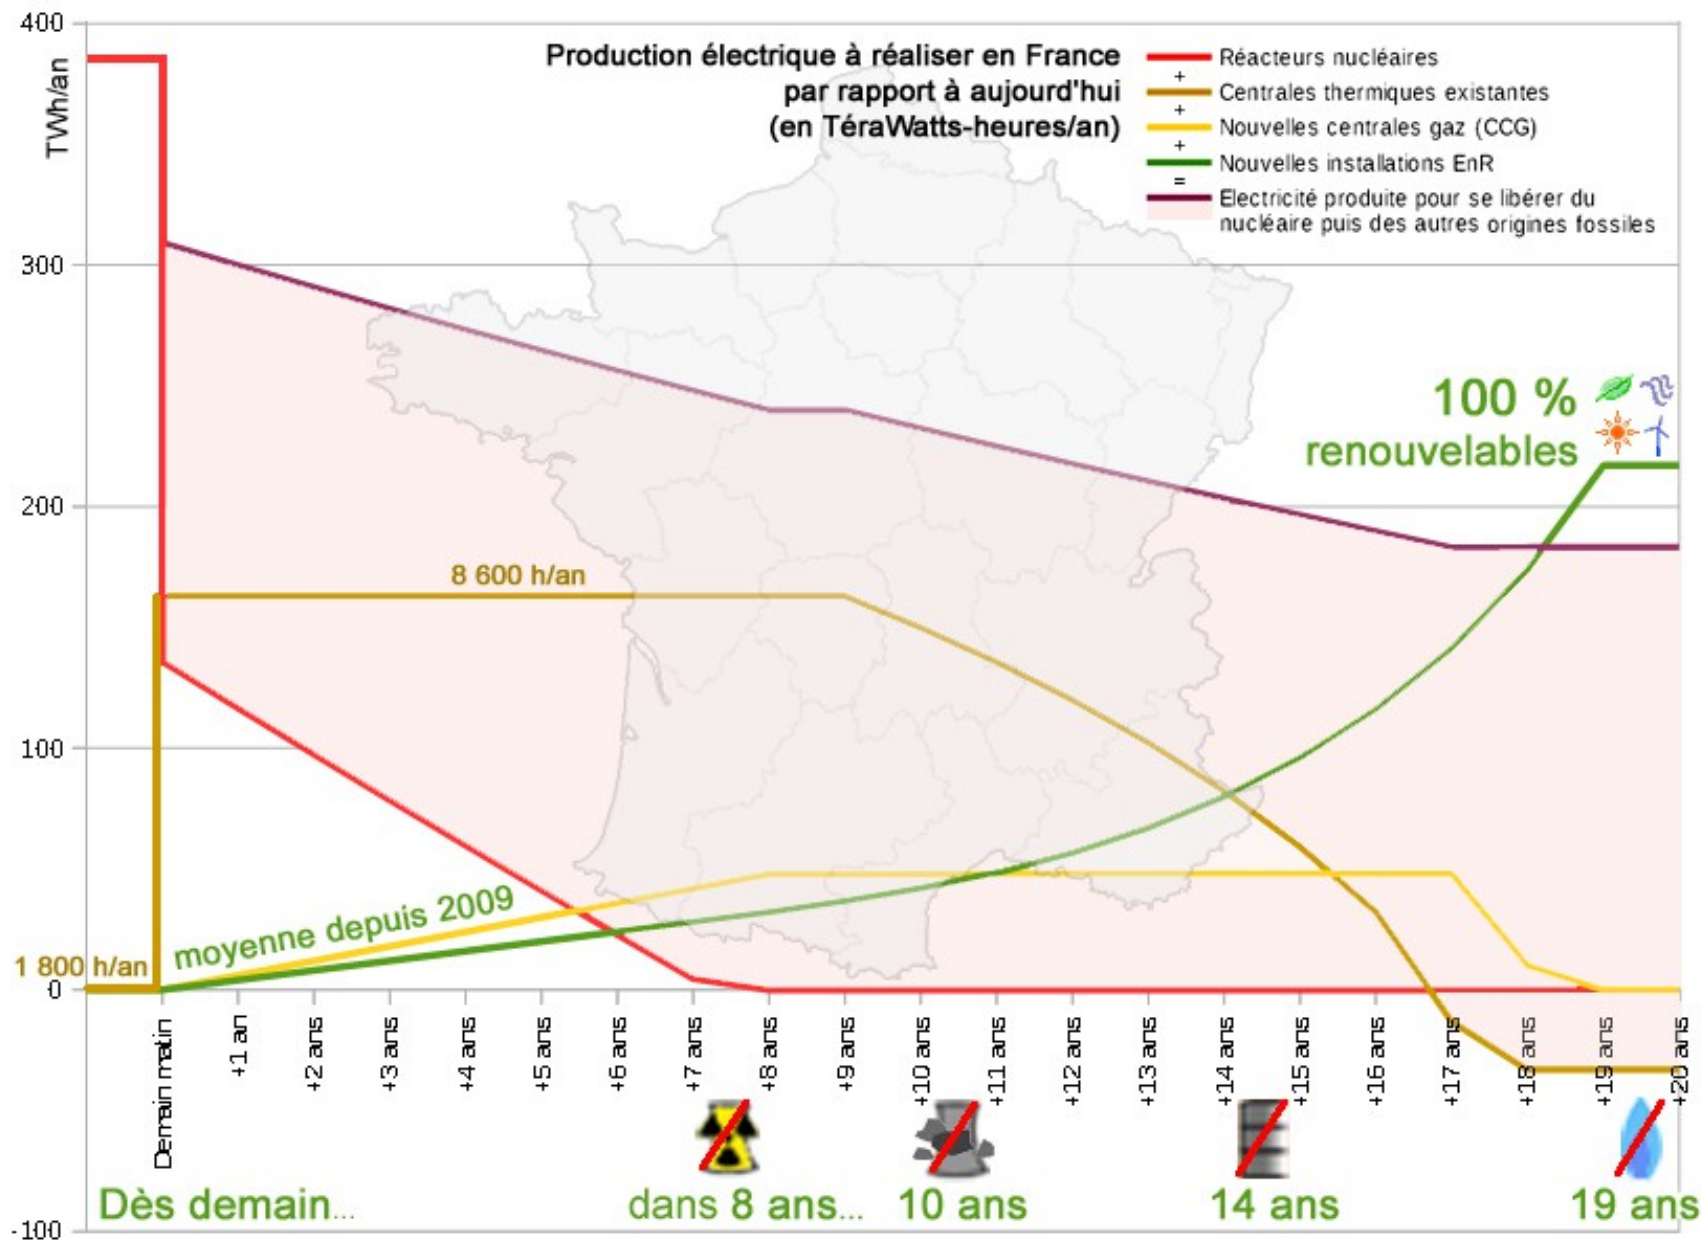 400
TWh/an
300
200
100
0
-100
Production électrique à réaliser en France
par rapport à aujourd'hui
(en TéraWatts-heures/an)
Réacteurs nucléaires
+
Centrales thermiques existantes
+
Nouvelles centrales gaz (CCG)
+
Nouvelles installations EnR
=
Electricité produite pour se libérer du
nucléaire puis des autres origines fossiles
100 %
renouvelables
8 600 h/an
moyenne depuis 2009
1 800 h/an
Demain matin
+1 an
+2 ans
+3 ans
+4 ans
+5 ans
+6 ans
+7 ans
+8 ans
+9 ans
+10 ans
+11 ans
+12 ans
+13 ans
+14 ans
+15 ans
+16 ans
+17 ans
+18 ans
+19 ans
+20 ans
Dès demain...
dans 8 ans...
10 ans
14 ans
19 ans